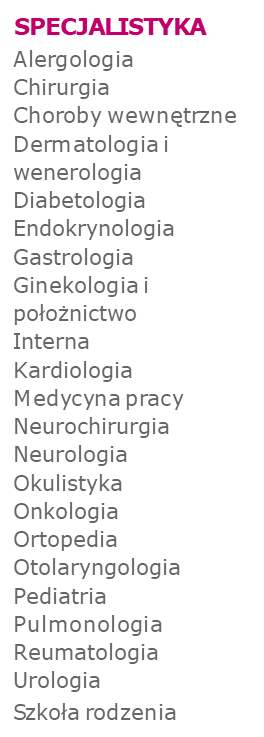 SPECJALISTYKA
Alergologia
Chirurgia
Choroby wewnętrzne
Dermatologia i
wenerologia
Diabetologia
Endokrynologia
Gastrologia
Ginekologia i
położnictwo
Interna
Kardiologia
Medycyna pracy
Neurochirurgia
Neurologia
Okulistyka
Onkologia
Ortopedia
Otolaryngologia
Pediatria
Pulmonologia
Reumatologia
Urologia
Szkoła rodzenia